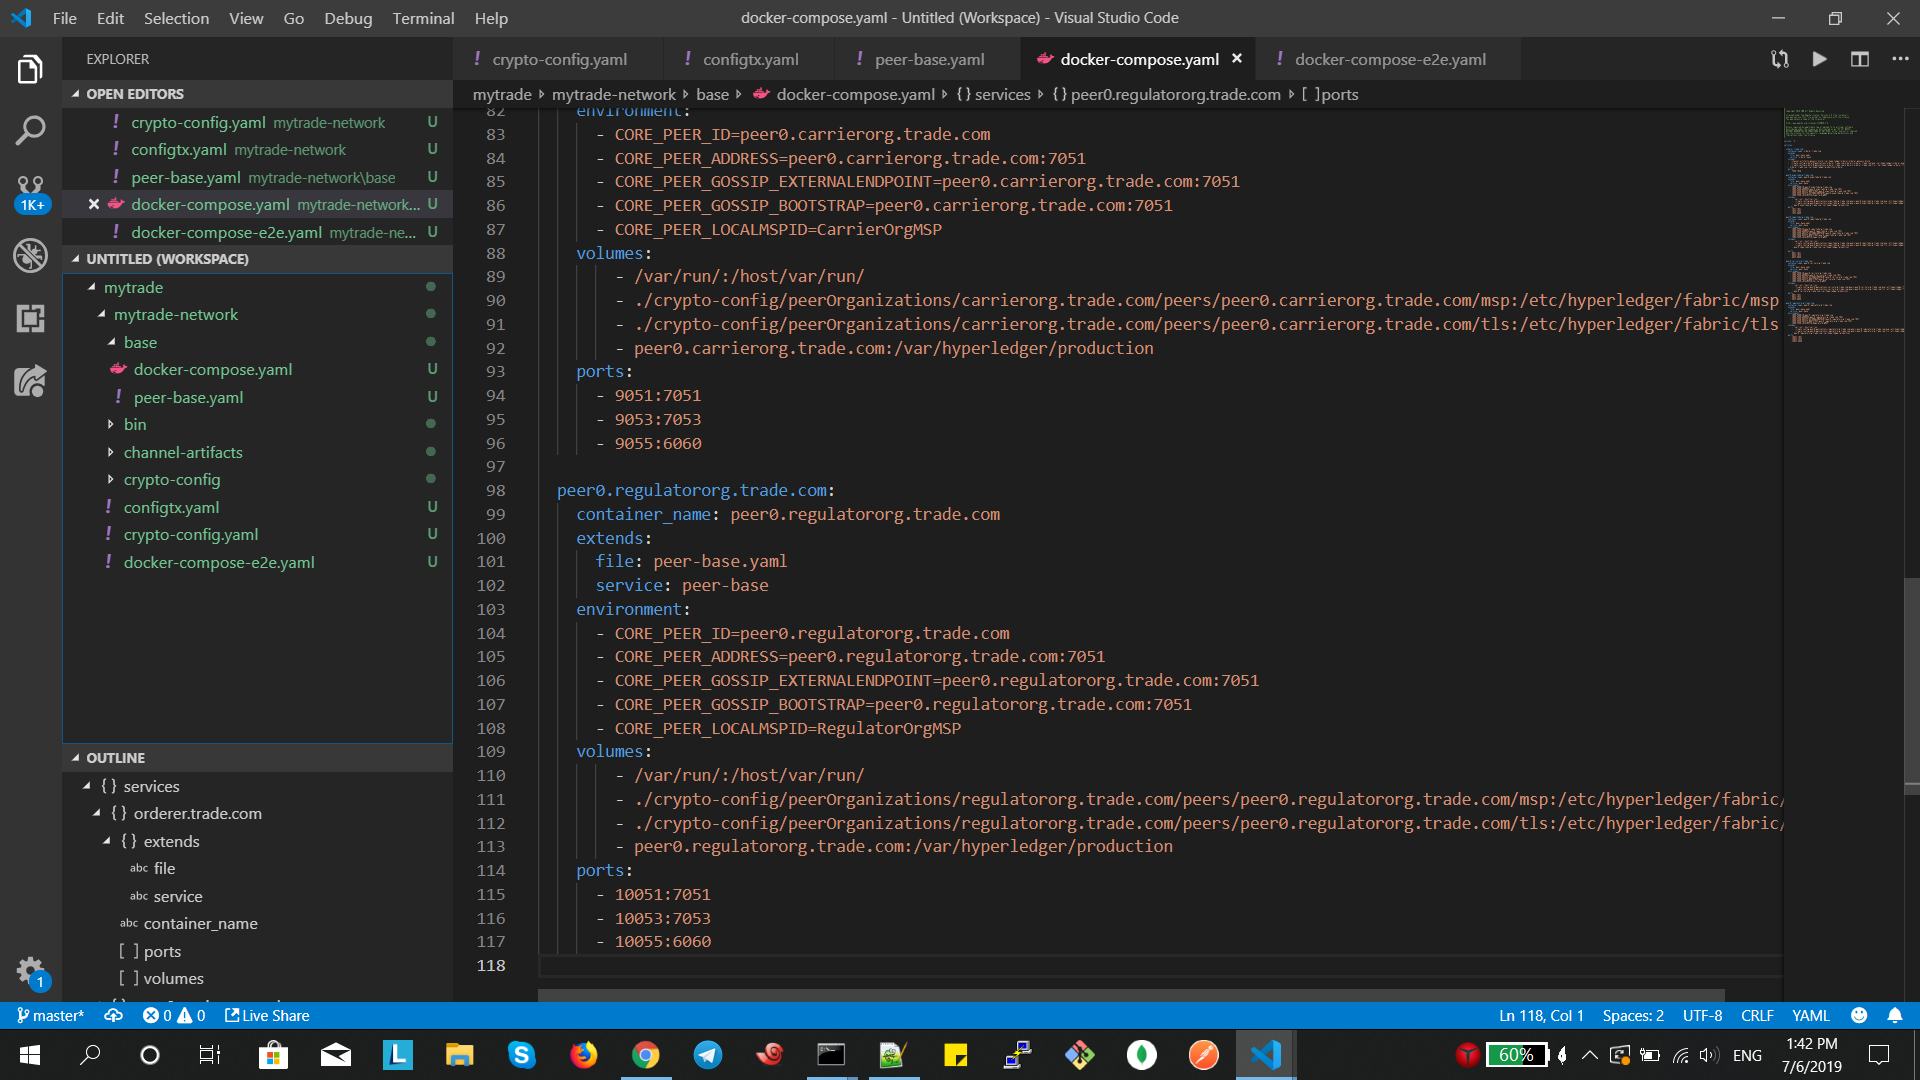 File Edit Selection View Go Debug Terminal Help
docker-compose.yaml - Untitled (Workspace) - Visual Studio Code
EXPLORER
OPEN EDITORS
! crypto-config.yaml mytrade-network U
! configtx.yaml mytrade-network U
! peer-base.yaml mytrade-network\base U
docker-compose.yaml mytrade-network... U
! docker-compose-e2e.yaml mytrade-ne... U
UNTITLED (WORKSPACE)
mytrade
mytrade-network
base
docker-compose.yaml U
! peer-base.yaml U
bin
channel-artifacts
crypto-config
! configtx.yaml U
! crypto-config.yaml U
! docker-compose-e2e.yaml U
OUTLINE
{} services
{} orderer.trade.com
{} extends
abc file
abc service
abc container_name
[ ] ports
[ ] volumes
1K+
1
! crypto-config.yaml
! configtx.yaml
! peer-base.yaml
docker-compose.yaml
! docker-compose-e2e.yaml
mytrade mytrade-network base docker-compose.yaml {} services {} peer0.regulatororg.trade.com [ ] ports
82 environment:
83 - CORE_PEER_ID=peer0.carrierorg.trade.com
84 - CORE_PEER_ADDRESS=peer0.carrierorg.trade.com:7051
85 - CORE_PEER_GOSSIP_EXTERNALENDPOINT=peer0.carrierorg.trade.com:7051
86 - CORE_PEER_GOSSIP_BOOTSTRAP=peer0.carrierorg.trade.com:7051
87 - CORE_PEER_LOCALMSPID=CarrierOrgMSP
88 volumes:
89 - /var/run/:/host/var/run/
90 - ./crypto-config/peerOrganizations/carrierorg.trade.com/peers/peer0.carrierorg.trade.com/msp:/etc/hyperledger/fabric/msp
91 - ./crypto-config/peerOrganizations/carrierorg.trade.com/peers/peer0.carrierorg.trade.com/tls:/etc/hyperledger/fabric/tls
92 - peer0.carrierorg.trade.com:/var/hyperledger/production
93 ports:
94 - 9051:7051
95 - 9053:7053
96 - 9055:6060
97
98 peer0.regulatororg.trade.com:
99 container_name: peer0.regulatororg.trade.com
100 extends:
101 file: peer-base.yaml
102 service: peer-base
103 environment:
104 - CORE_PEER_ID=peer0.regulatororg.trade.com
105 - CORE_PEER_ADDRESS=peer0.regulatororg.trade.com:7051
106 - CORE_PEER_GOSSIP_EXTERNALENDPOINT=peer0.regulatororg.trade.com:7051
107 - CORE_PEER_GOSSIP_BOOTSTRAP=peer0.regulatororg.trade.com:7051
108 - CORE_PEER_LOCALMSPID=RegulatorOrgMSP
109 volumes:
110 - /var/run/:/host/var/run/
111 - ./crypto-config/peerOrganizations/regulatororg.trade.com/peers/peer0.regulatororg.trade.com/msp:/etc/hyperledger/fabric/
112 - ./crypto-config/peerOrganizations/regulatororg.trade.com/peers/peer0.regulatororg.trade.com/tls:/etc/hyperledger/fabric/
113 - peer0.regulatororg.trade.com:/var/hyperledger/production
114 ports:
115 - 10051:7051
116 - 10053:7053
117 - 10055:6060
118
master* 0 0 Live Share
Ln 118, Col 1 Spaces: 2 UTF-8 CRLF YAML
60% ENG 1:42 PM
7/6/2019